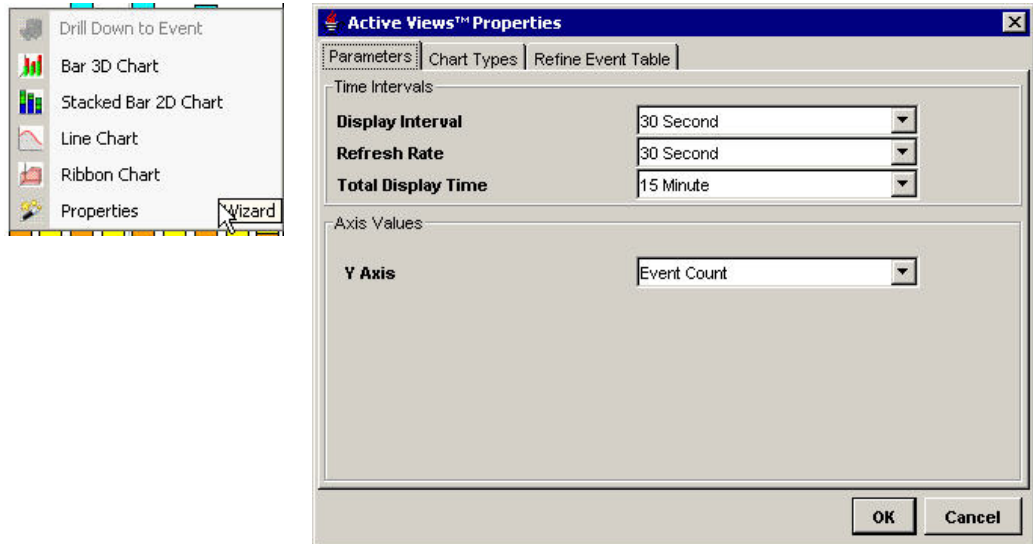 Drill Down to Event
Bar 3D Chart
Stacked Bar 2D Chart
Line Chart
Ribbon Chart
Properties
Wizard
Active Views™ Properties
Parameters Chart Types Refine Event Table
Time Intervals
Display Interval 30 Second
Refresh Rate 30 Second
Total Display Time 15 Minute
Axis Values
Y Axis Event Count
OK Cancel